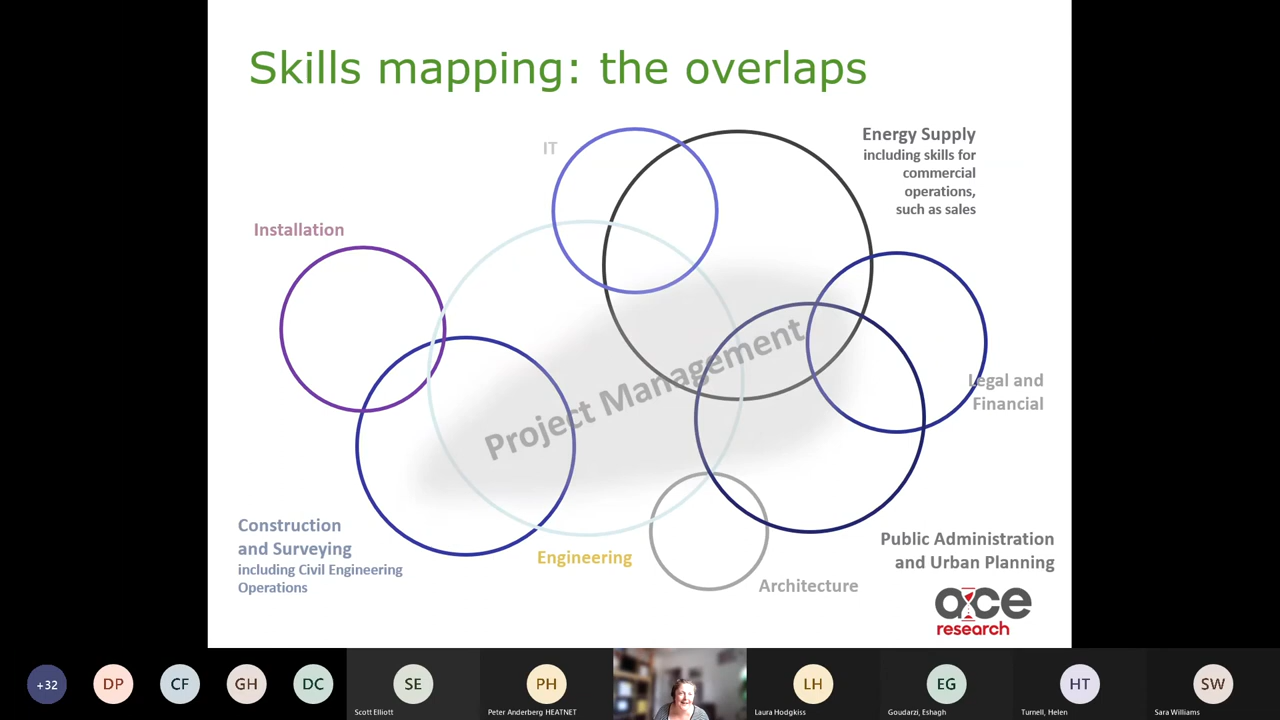 Skills mapping: the overlaps
IT
Energy Supply
including skills for
commercial
operations,
such as sales
Installation
Project Management
Legal and
Financial
Construction
and Surveying
including Civil Engineering
Operations
Engineering
Architecture
Public Administration
and Urban Planning
ace
research
+32
DP
CF
GH
DC
SE
PH
LH
EG
HT
SW
Scott Elliott
Peter Anderberg HEATNET
Laura Hodgkiss
Goudarzi, Eshagh
Turnell, Helen
Sara Williams